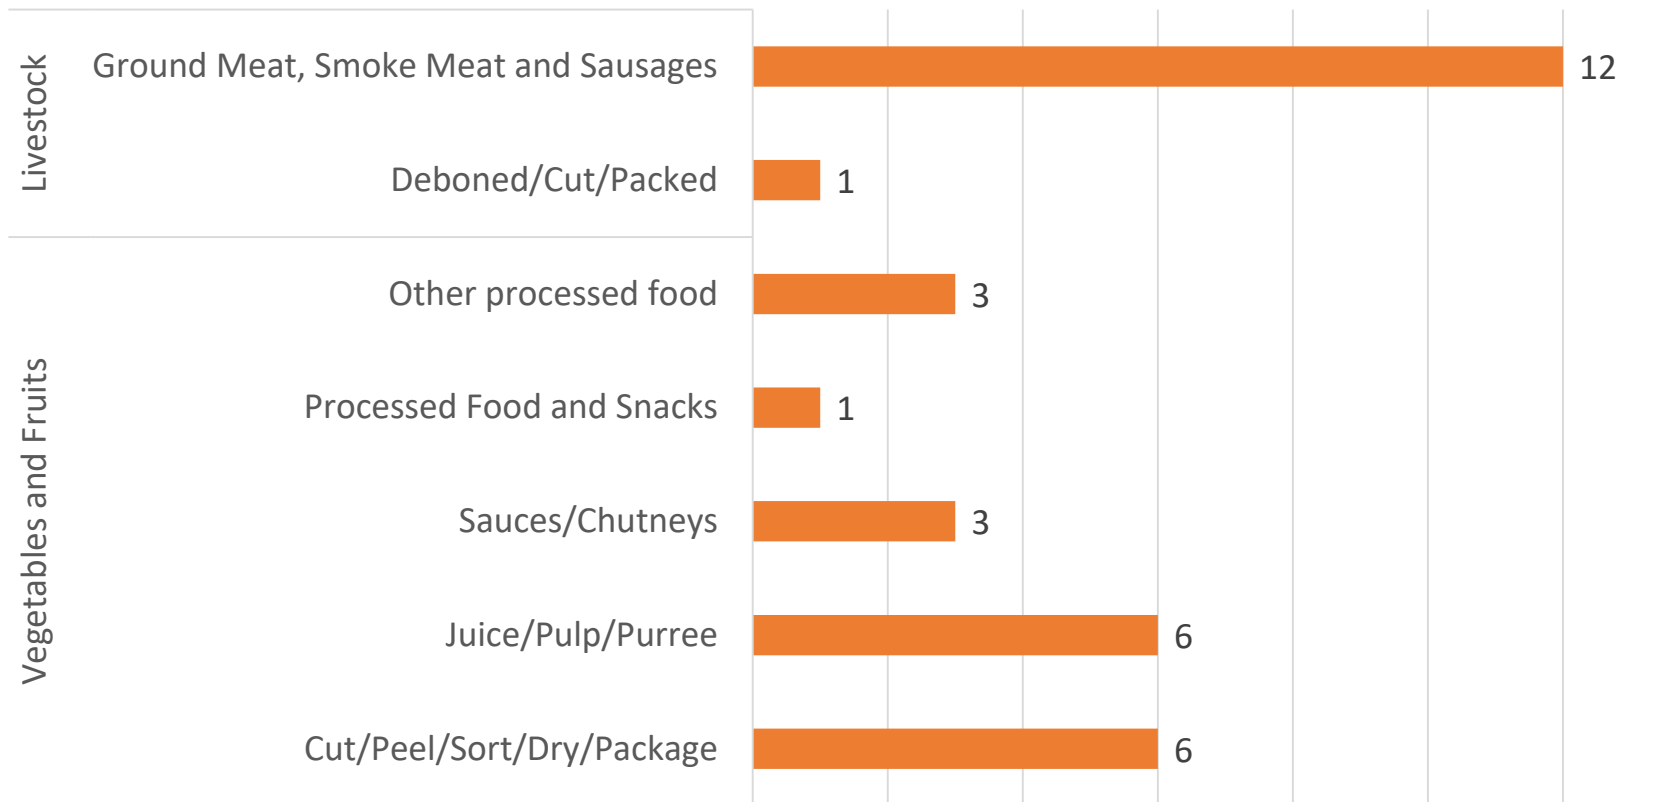 Livestock
Ground Meat, Smoke Meat and Sausages 12
Deboned/Cut/Packed 1
Vegetables and Fruits
Other processed food 3
Processed Food and Snacks 1
Sauces/Chutneys 3
Juice/Pulp/Purree 6
Cut/Peel/Sort/Dry/Package 6